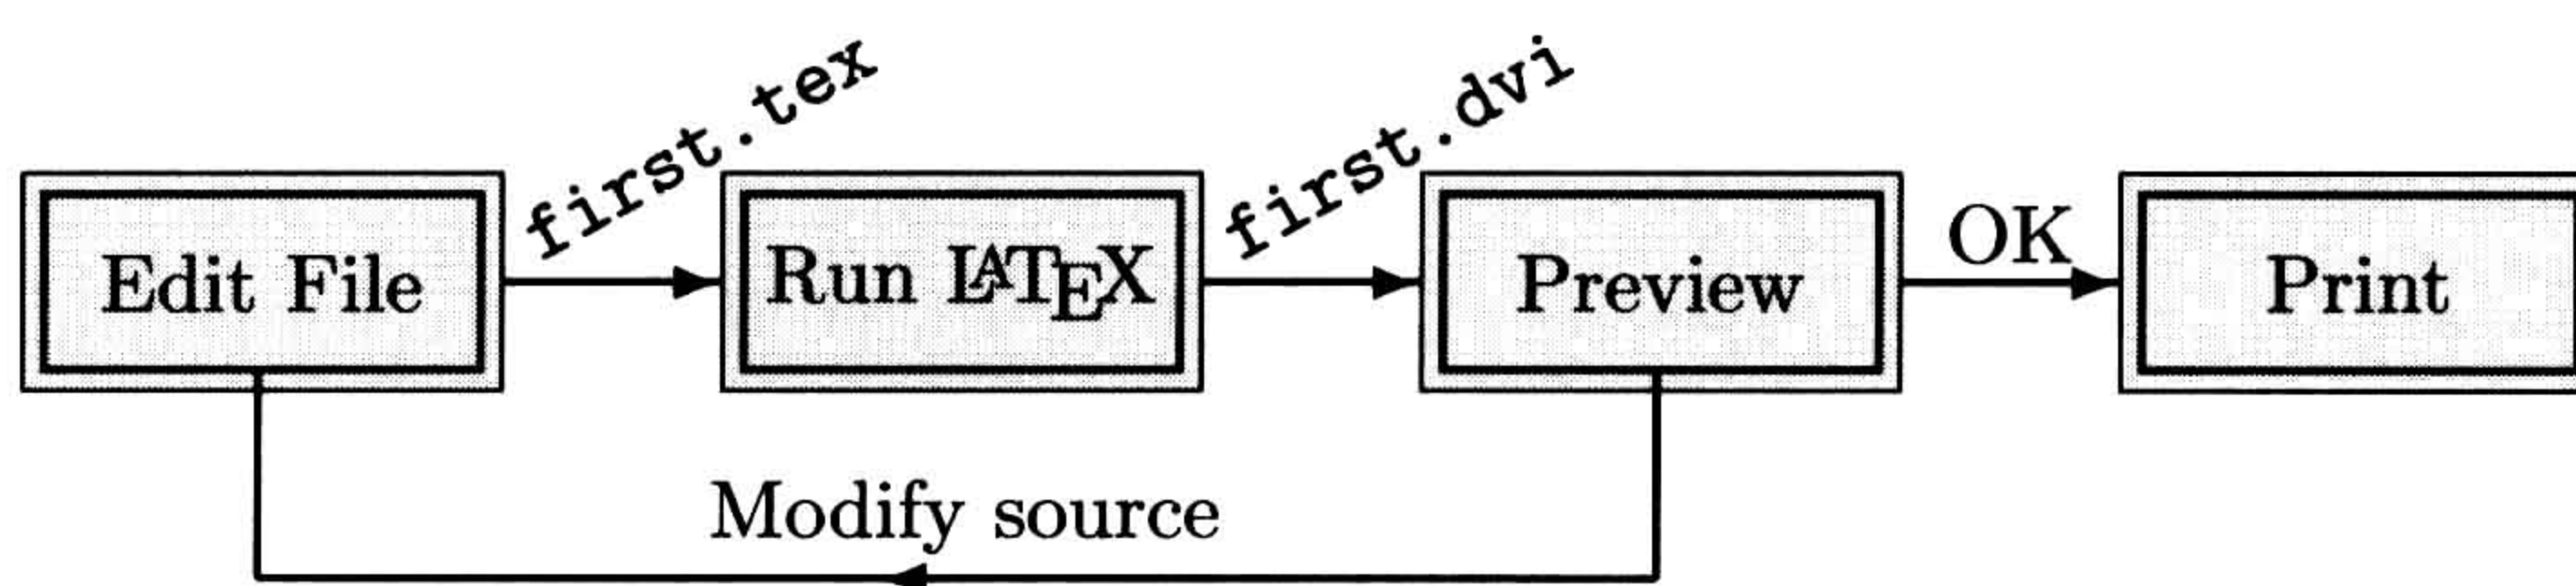 first.tex
first.dvi
Edit File
Run LATEX
Preview
OK
Print
Modify source